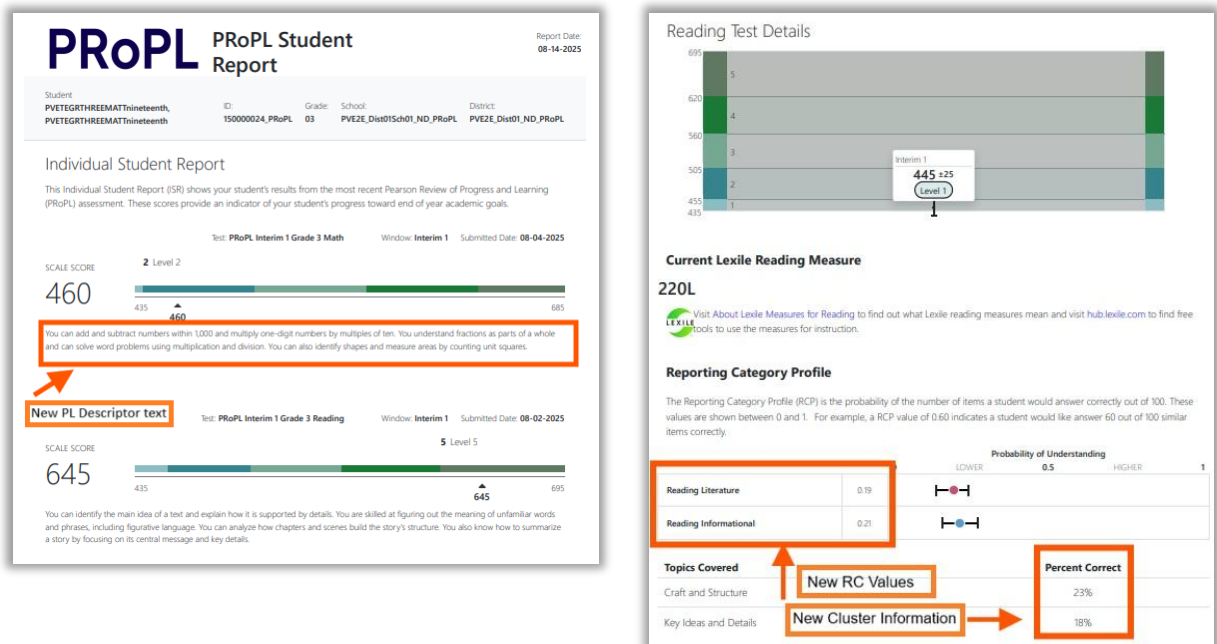 PRoPL
PRoPL Student
Report
Report Date:
08-14-2025
Student
PVETEGRTHREEMATTnineteenth,
PVETEGRTHREEMATTnineteenth
ID:
150000024_PRoPL
Grade:
03
School:
PVE2E_Dist01Sch01_ND_PRoPL
District:
PVE2E_Dist01_ND_PRoPL
Individual Student Report
This Individual Student Report (ISR) shows your student's results from the most recent Pearson Review of Progress and Learning
(PRoPL) assessment. These scores provide an indicator of your student's progress toward end of year academic goals.
Test: PRoPL Interim 1 Grade 3 Math Window: Interim 1 Submitted Date: 08-04-2025
SCALE SCORE
2 Level 2
460
435
685
460
You can add and subtract numbers within 1,000 and multiply one-digit numbers by multiples of ten. You understand fractions as parts of a whole
and can solve word problems using multiplication and division. You can also identify shapes and measure areas by counting unit squares.
New PL Descriptor text
Test: PRoPL Interim 1 Grade 3 Reading Window: Interim 1 Submitted Date: 08-02-2025
SCALE SCORE
5 Level 5
645
435
695
645
You can identify the main idea of a text and explain how it is supported by details. You are skilled at figuring out the meaning of unfamiliar words
and phrases, including figurative language. You can analyze how chapters and scenes build the story's structure. You also know how to summarize
a story by focusing on its central message and key details.
Reading Test Details
695
5
620
4
560
3
505
2
455
1
435
Interim 1
445 ±25
Level 1
Current Lexile Reading Measure
220L
LEXILE
Visit About Lexile Measures for Reading to find out what Lexile reading measures mean and visit hub.lexile.com to find free
tools to use the measures for instruction.
Reporting Category Profile
The Reporting Category Profile (RCP) is the probability of the number of items a student would answer correctly out of 100. These
values are shown between 0 and 1. For example, a RCP value of 0.60 indicates a student would like answer 60 out of 100 similar
items correctly.
Probability of Understanding
LOWER 0.5 HIGHER 1
Reading Literature 0.19
Reading Informational 0.21
Topics Covered
Percent Correct
New RC Values
Craft and Structure 23%
New Cluster Information
Key Ideas and Details 18%